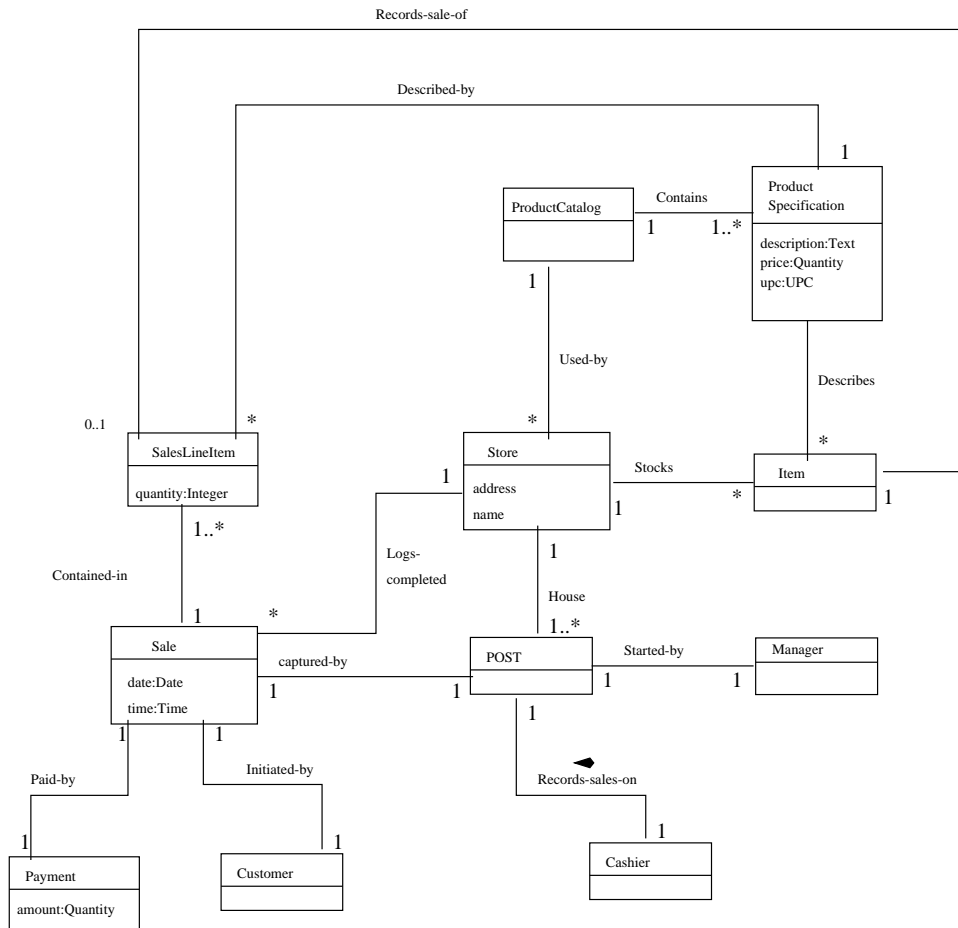 Records-sale-of
Described-by
1
Product
Specification
description:Text
price:Quantity
upc:UPC
ProductCatalog
Contains
1
1..*
1
Used-by
*
Describes
*
0..1
*
SalesLineItem
quantity:Integer
1..*
Store
address
name
1
Stocks
1
*
Item
1
Logs-
completed
1
House
1..*
Contained-in
1
*
Sale
date:Date
time:Time
captured-by
1
1
POST
Started-by
1
1
Manager
1
1
1
Paid-by
Initiated-by
Records-sales-on
1
1
1
Payment
amount:Quantity
Customer
Cashier